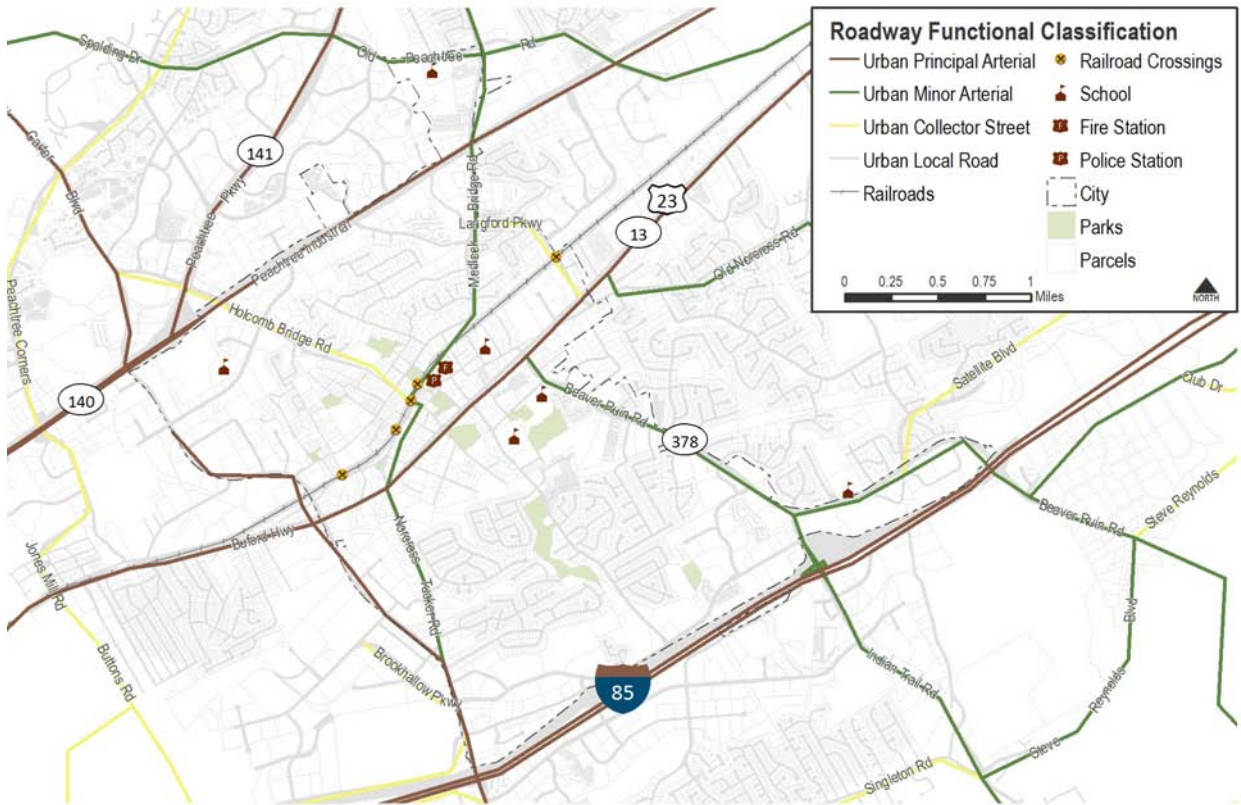 Roadway Functional Classification
Urban Principal Arterial
Railroad Crossings
Urban Minor Arterial
School
Urban Collector Street
Fire Station
Urban Local Road
Police Station
Railroads
City
Parks
Parcels
0 0.25 0.5 0.75 1
Miles
NORTH
Spalding Dr
Old Peachtree Rd
141
Peachtree Pkwy
Blvd
Peachtree Industrial
Medlock Bridge Rd
Langford Pkwy
23
13
Old Norcross Rd
Peachtree Corners
Holcomb Bridge Rd
140
Satellite Blvd
Club Dr
Beaver Ruin Rd
378
Steve Reynolds
Beaver Ruin Rd
Buford Hwy
Norcross Tucker Rd
Jones Mill Rd
Buttons Rd
Brockhallow Pkwy
85
Indian Trail Rd
Steve Reynolds Blvd
Singleton Rd